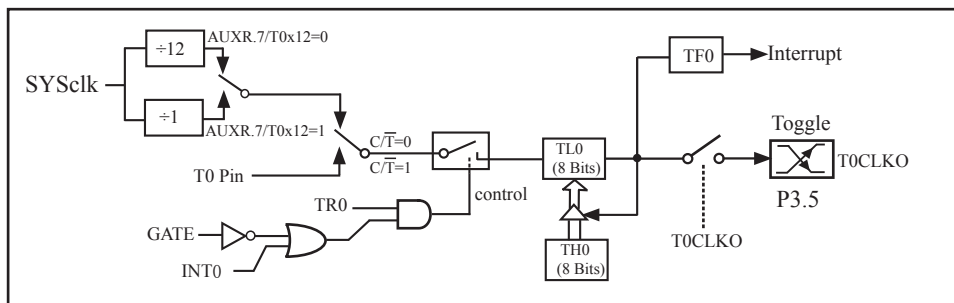 ÷12
AUXR.7/T0x12=0
SYSclk
÷1
AUXR.7/T0x12=1
T0 Pin
C/T̅=0
C/T̅=1
control
TR0
GATE
INT0
TL0
(8 Bits)
TH0
(8 Bits)
TF0
Interrupt
Toggle
T0CLKO
P3.5
T0CLKO